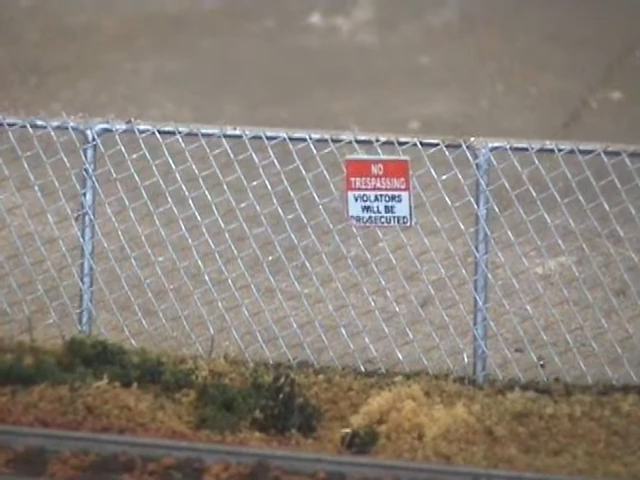 NO
TRESPASSING
VIOLATORS
WILL BE
PROSECUTED